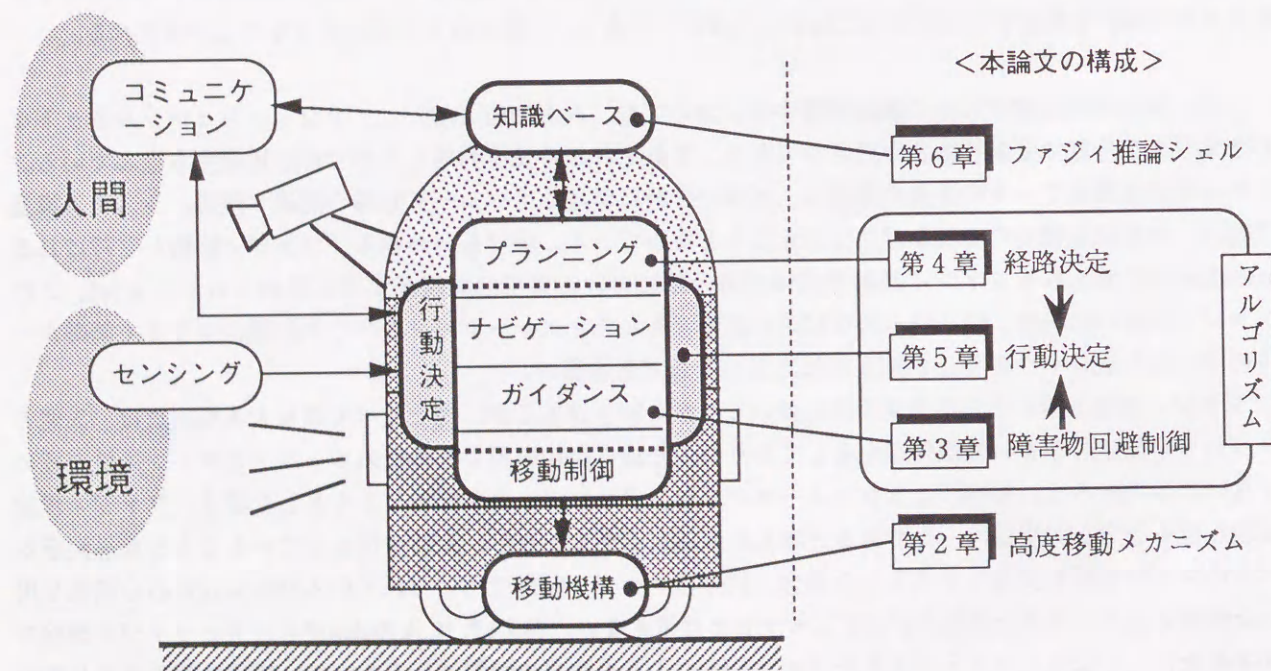 コミュニケ
ーション
人間
センシング
環境
知識ベース
プランニング
行動決定
ナビゲーション
ガイダンス
移動制御
移動機構
＜本論文の構成＞
第6章 ファジィ推論シェル
第4章 経路決定
第5章 行動決定
第3章 障害物回避制御
アルゴリズム
第2章 高度移動メカニズム